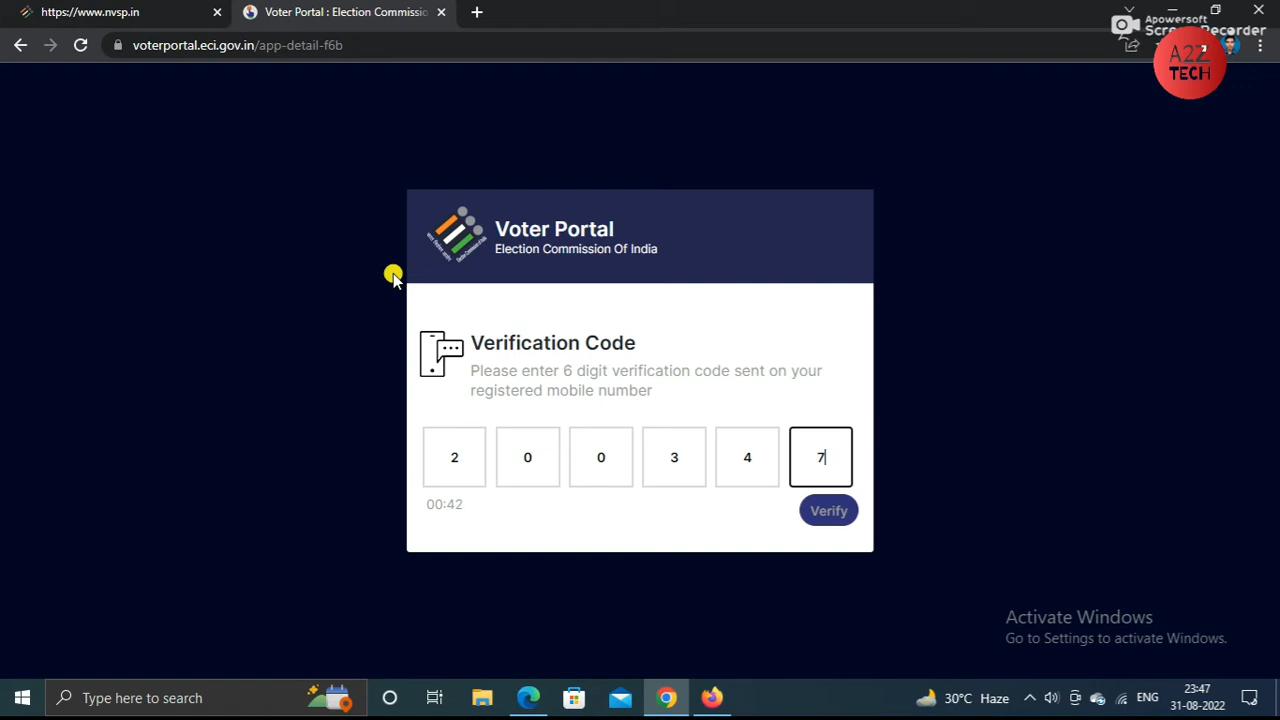 https://www.nvsp.in
Voter Portal : Election Commissio
voterportal.eci.gov.in/app-detail-f6b
Apowersoft
Screen Recorder
A2Z
TECH
Voter Portal
Election Commission Of India
Verification Code
Please enter 6 digit verification code sent on your
registered mobile number
2 0 0 3 4 7
00:42
Verify
Activate Windows
Go to Settings to activate Windows.
Type here to search
30°C Haze
ENG
23:47
31-08-2022